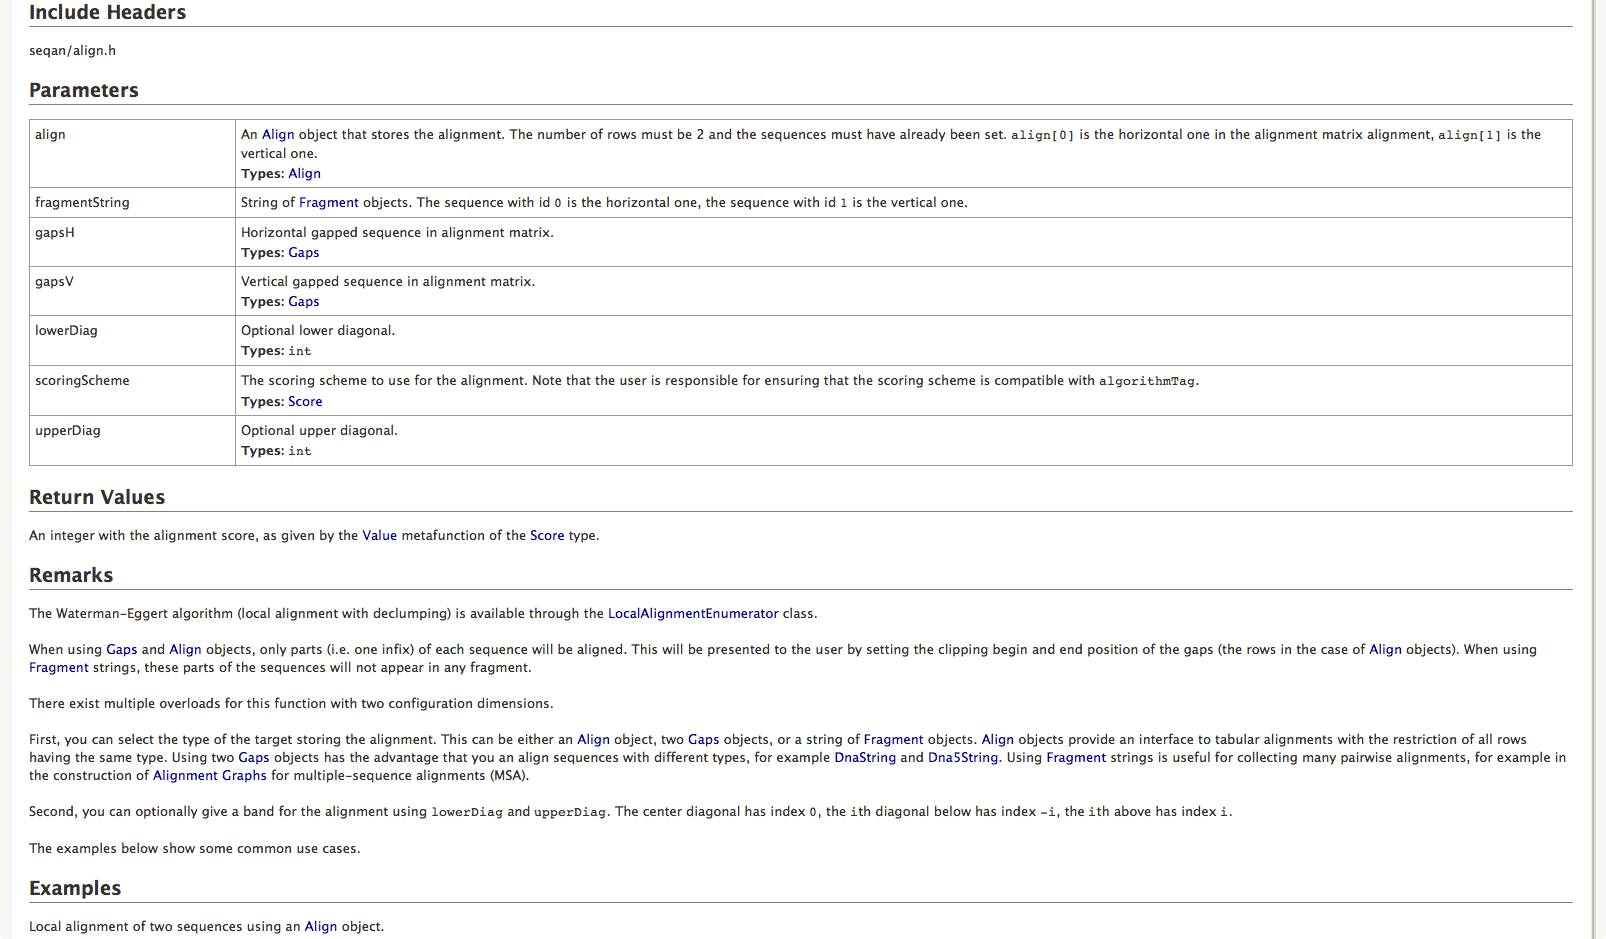 Include Headers
seqan/align.h
Parameters
align
An Align object that stores the alignment. The number of rows must be 2 and the sequences must have already been set. align[0] is the horizontal one in the alignment matrix alignment, align[1] is the
vertical one.
Types: Align
fragmentString
String of Fragment objects. The sequence with id 0 is the horizontal one, the sequence with id 1 is the vertical one.
gapsH
Horizontal gapped sequence in alignment matrix.
Types: Gaps
gapsV
Vertical gapped sequence in alignment matrix.
Types: Gaps
lowerDiag
Optional lower diagonal.
Types: int
scoringScheme
The scoring scheme to use for the alignment. Note that the user is responsible for ensuring that the scoring scheme is compatible with algorithmTag.
Types: Score
upperDiag
Optional upper diagonal.
Types: int
Return Values
An integer with the alignment score, as given by the Value metafunction of the Score type.
Remarks
The Waterman-Eggert algorithm (local alignment with declumping) is available through the LocalAlignmentEnumerator class.
When using Gaps and Align objects, only parts (i.e. one infix) of each sequence will be aligned. This will be presented to the user by setting the clipping begin and end position of the gaps (the rows in the case of Align objects). When using
Fragment strings, these parts of the sequences will not appear in any fragment.
There exist multiple overloads for this function with two configuration dimensions.
First, you can select the type of the target storing the alignment. This can be either an Align object, two Gaps objects, or a string of Fragment objects. Align objects provide an interface to tabular alignments with the restriction of all rows
having the same type. Using two Gaps objects has the advantage that you an align sequences with different types, for example DnaString and Dna5String. Using Fragment strings is useful for collecting many pairwise alignments, for example in
the construction of Alignment Graphs for multiple-sequence alignments (MSA).
Second, you can optionally give a band for the alignment using lowerDiag and upperDiag. The center diagonal has index 0, the ith diagonal below has index -i, the ith above has index i.
The examples below show some common use cases.
Examples
Local alignment of two sequences using an Align object.